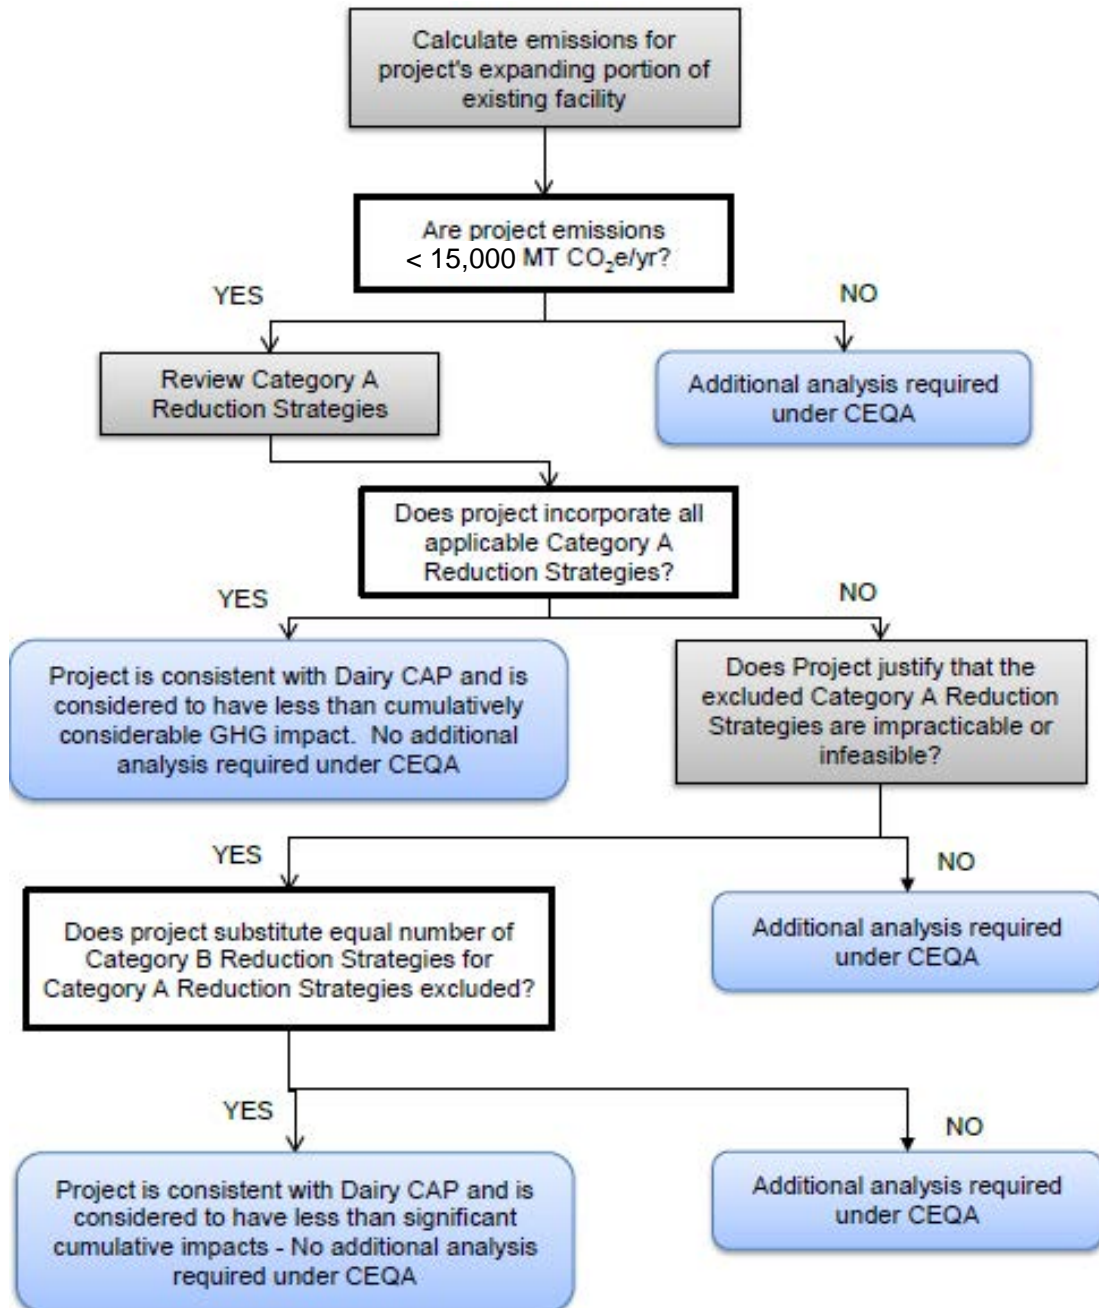 Calculate emissions for
project's expanding portion of
existing facility
Are project emissions
< 15,000 MT CO₂e/yr?
YES
NO
Review Category A
Reduction Strategies
Additional analysis required
under CEQA
Does project incorporate all
applicable Category A
Reduction Strategies?
YES
NO
Project is consistent with Dairy CAP and is
considered to have less than cumulatively
considerable GHG impact.  No additional
analysis required under CEQA
Does Project justify that the
excluded Category A Reduction
Strategies are impracticable or
infeasible?
YES
NO
Does project substitute equal number of
Category B Reduction Strategies for
Category A Reduction Strategies excluded?
Additional analysis required
under CEQA
YES
NO
Project is consistent with Dairy CAP and is
considered to have less than significant
cumulative impacts - No additional analysis
required under CEQA
Additional analysis required
under CEQA